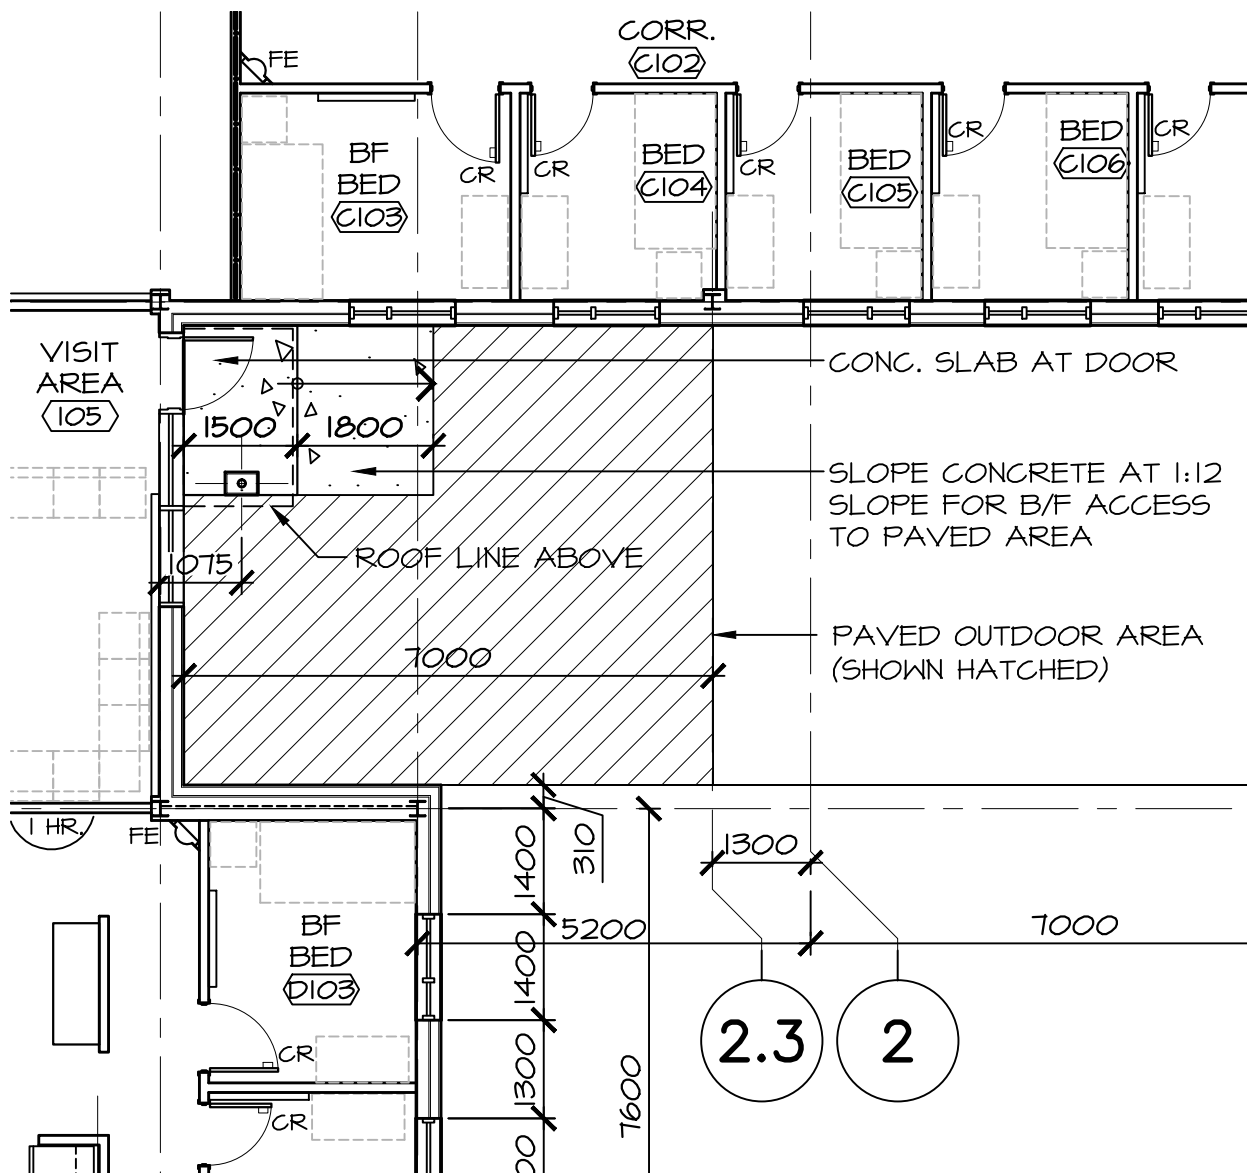 CORR.
C102
FE
BF
BED
C103
CR
CR
BED
C104
CR
BED
C105
CR
BED
C106
CR
VISIT
AREA
105
CONC. SLAB AT DOOR
1500
1800
SLOPE CONCRETE AT 1:12
SLOPE FOR B/F ACCESS
TO PAVED AREA
ROOF LINE ABOVE
1075
PAVED OUTDOOR AREA
(SHOWN HATCHED)
7000
1 HR.
FE
1400
310
1300
5200
7000
BF
BED
D103
1400
2.3
2
CR
1300
7600
CR